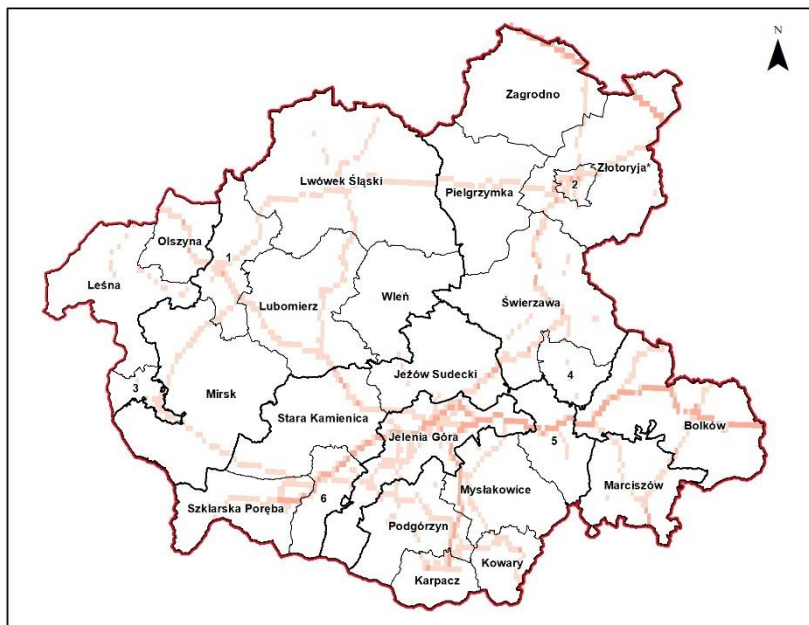 N
Zagrodno
Złotoryja*
2
Lwówek Śląski
Pielgrzymka
Olszyna
1
Leśna
Lubomierz
Wleń
Świerzawa
3
Mirsk
Jeżów Sudecki
4
Stara Kamienica
Jelenia Góra
5
Bolków
Mysłakowice
Marciszów
Szklarska Poręba
6
Podgórzyn
Kowary
Karpacz